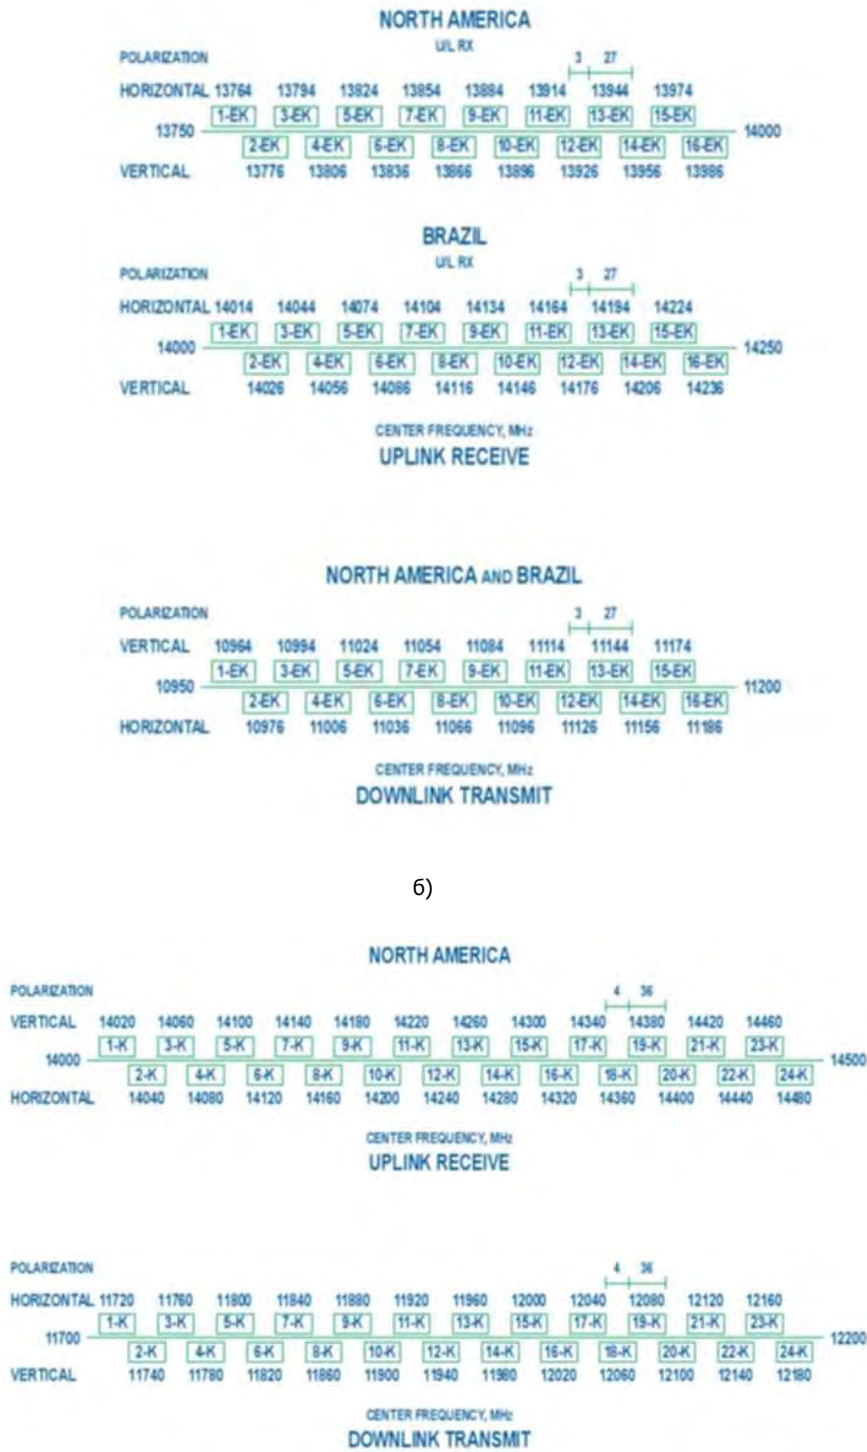 NORTH AMERICA
U/L RX
POLARIZATION
3 27
HORIZONTAL 13764 13794 13824 13854 13884 13914 13944 13974
1-EK 3-EK 5-EK 7-EK 9-EK 11-EK 13-EK 15-EK
13750 14000
2-EK 4-EK 6-EK 8-EK 10-EK 12-EK 14-EK 16-EK
VERTICAL 13776 13806 13836 13866 13896 13926 13956 13986
BRAZIL
U/L RX
POLARIZATION
3 27
HORIZONTAL 14014 14044 14074 14104 14134 14164 14194 14224
1-EK 3-EK 5-EK 7-EK 9-EK 11-EK 13-EK 15-EK
14000 14250
2-EK 4-EK 6-EK 8-EK 10-EK 12-EK 14-EK 16-EK
VERTICAL 14026 14056 14086 14116 14146 14176 14206 14236
CENTER FREQUENCY, MHz
UPLINK RECEIVE
NORTH AMERICA AND BRAZIL
POLARIZATION
3 27
VERTICAL 10964 10994 11024 11054 11084 11114 11144 11174
1-EK 3-EK 5-EK 7-EK 9-EK 11-EK 13-EK 15-EK
10950 11200
2-EK 4-EK 6-EK 8-EK 10-EK 12-EK 14-EK 16-EK
HORIZONTAL 10976 11006 11036 11066 11096 11126 11156 11186
CENTER FREQUENCY, MHz
DOWNLINK TRANSMIT
б)
NORTH AMERICA
POLARIZATION
4 36
VERTICAL 14020 14060 14100 14140 14180 14220 14260 14300 14340 14380 14420 14460
1-K 3-K 5-K 7-K 9-K 11-K 13-K 15-K 17-K 19-K 21-K 23-K
14000 14500
2-K 4-K 6-K 8-K 10-K 12-K 14-K 16-K 18-K 20-K 22-K 24-K
HORIZONTAL 14040 14080 14120 14160 14200 14240 14280 14320 14360 14400 14440 14480
CENTER FREQUENCY, MHz
UPLINK RECEIVE
POLARIZATION
4 36
HORIZONTAL 11720 11760 11800 11840 11880 11920 11960 12000 12040 12080 12120 12160
1-K 3-K 5-K 7-K 9-K 11-K 13-K 15-K 17-K 19-K 21-K 23-K
11700 12200
2-K 4-K 6-K 8-K 10-K 12-K 14-K 16-K 18-K 20-K 22-K 24-K
VERTICAL 11740 11780 11820 11860 11900 11940 11980 12020 12060 12100 12140 12180
CENTER FREQUENCY, MHz
DOWNLINK TRANSMIT